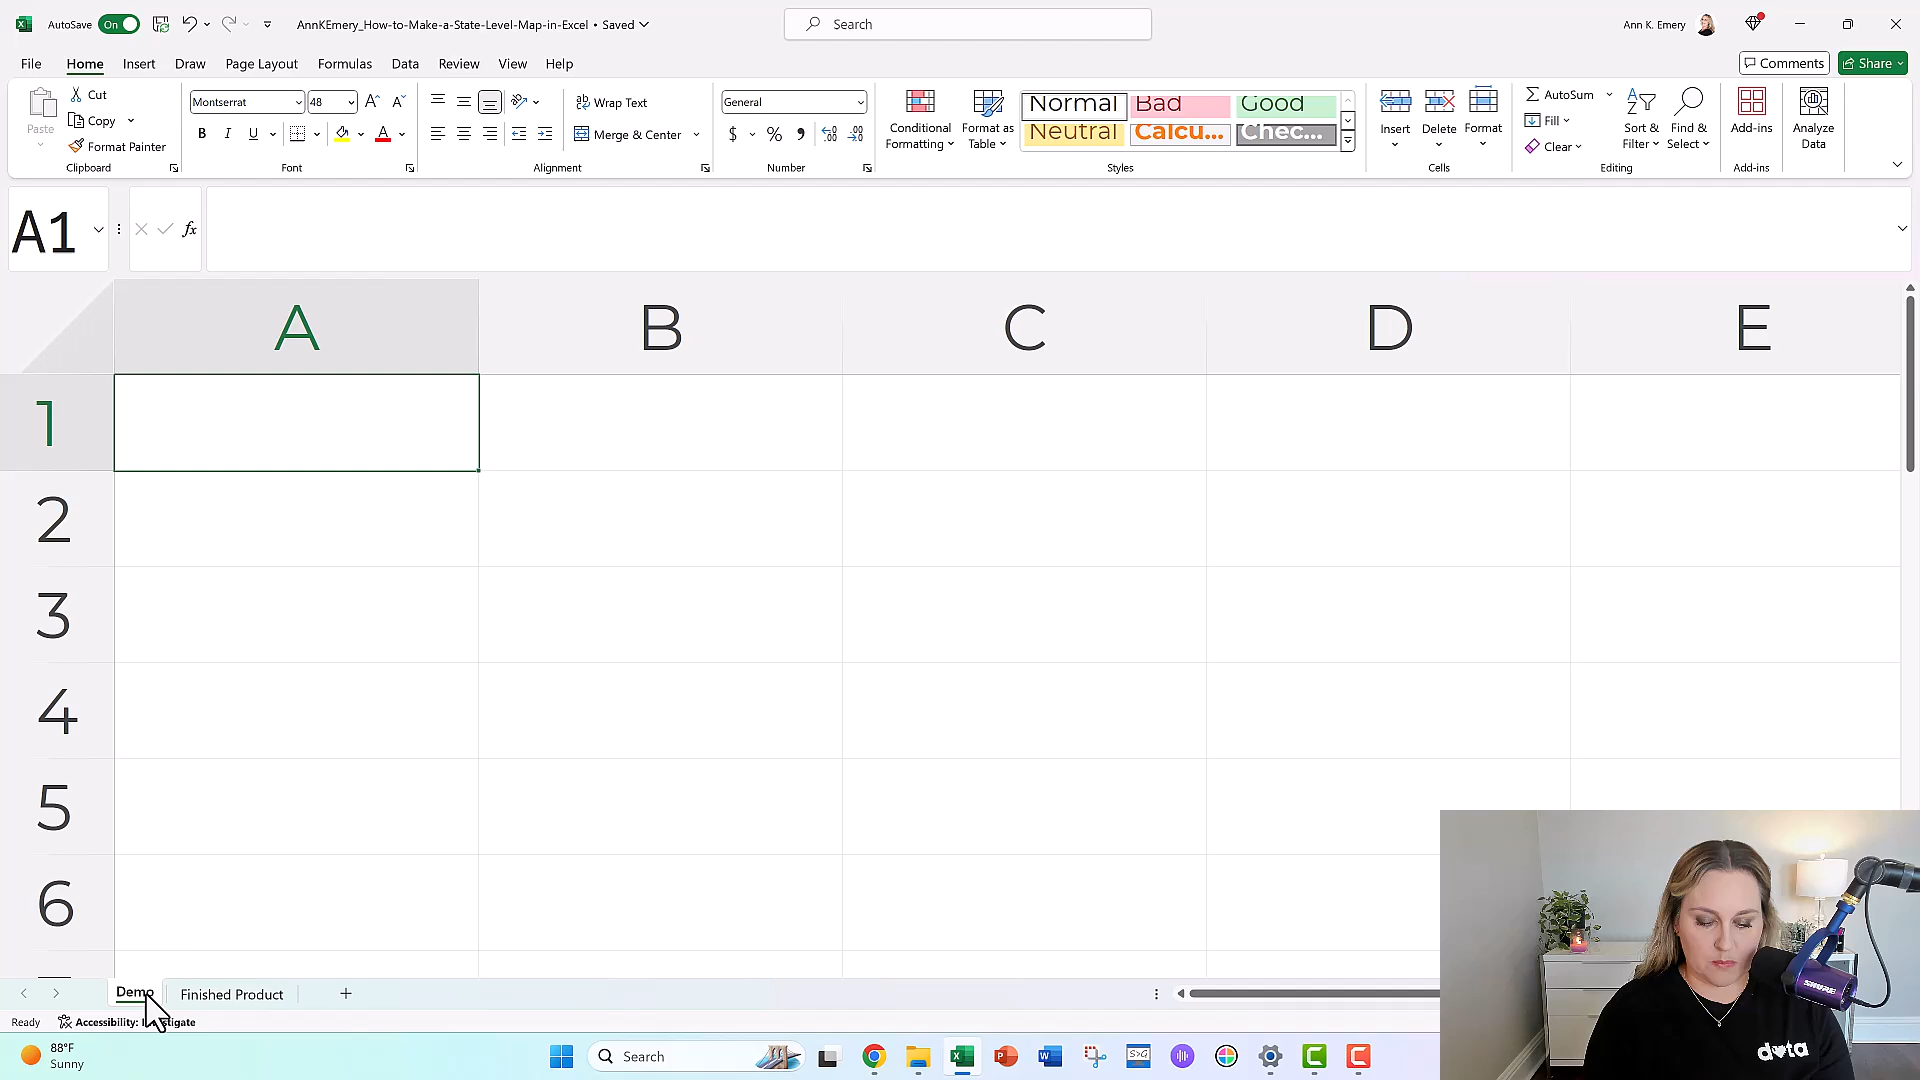 AutoSave On AnnKEmery_How-to-Make-a-State-Level-Map-in-Excel • Saved Search Ann K. Emery
File Home Insert Draw Page Layout Formulas Data Review View Help Comments Share
Paste Cut Copy Format Painter Clipboard
Montserrat 48 B I U A Font
Wrap Text Merge & Center Alignment
General $ % , Number
Conditional Formatting Format as Table
Normal Bad Good
Neutral Calcu... Chec...
Styles
Insert Delete Format Cells
AutoSum Fill Clear Sort & Filter Find & Select Editing
Add-ins Add-ins
Analyze Data
A1 fx
A B C D E
1
2
3
4
5
6
Demo Finished Product +
Ready Accessibility: Investigate
88°F
Sunny
Search
S>G
SHURE
data